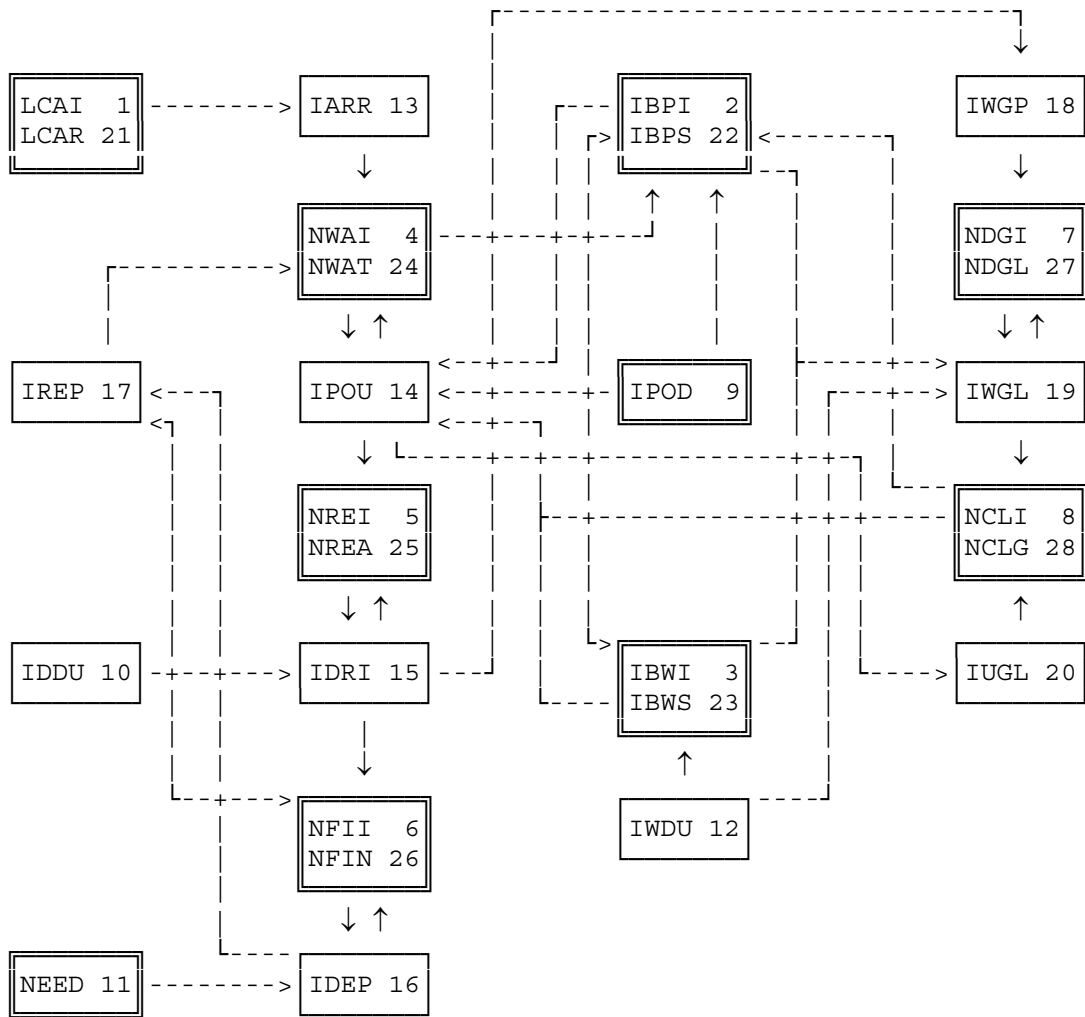 LCAI 1
LCAR 21
IARR 13
IBPI 2
IBPS 22
IWGP 18
NWAI 4
NWAT 24
NDGI 7
NDGL 27
IREP 17
IPOU 14
IPOD 9
IWGL 19
NREI 5
NREA 25
NCLI 8
NCLG 28
IDDU 10
IDRI 15
IBWI 3
IBWS 23
IUGL 20
NFII 6
NFIN 26
IWDU 12
NEED 11
IDEP 16